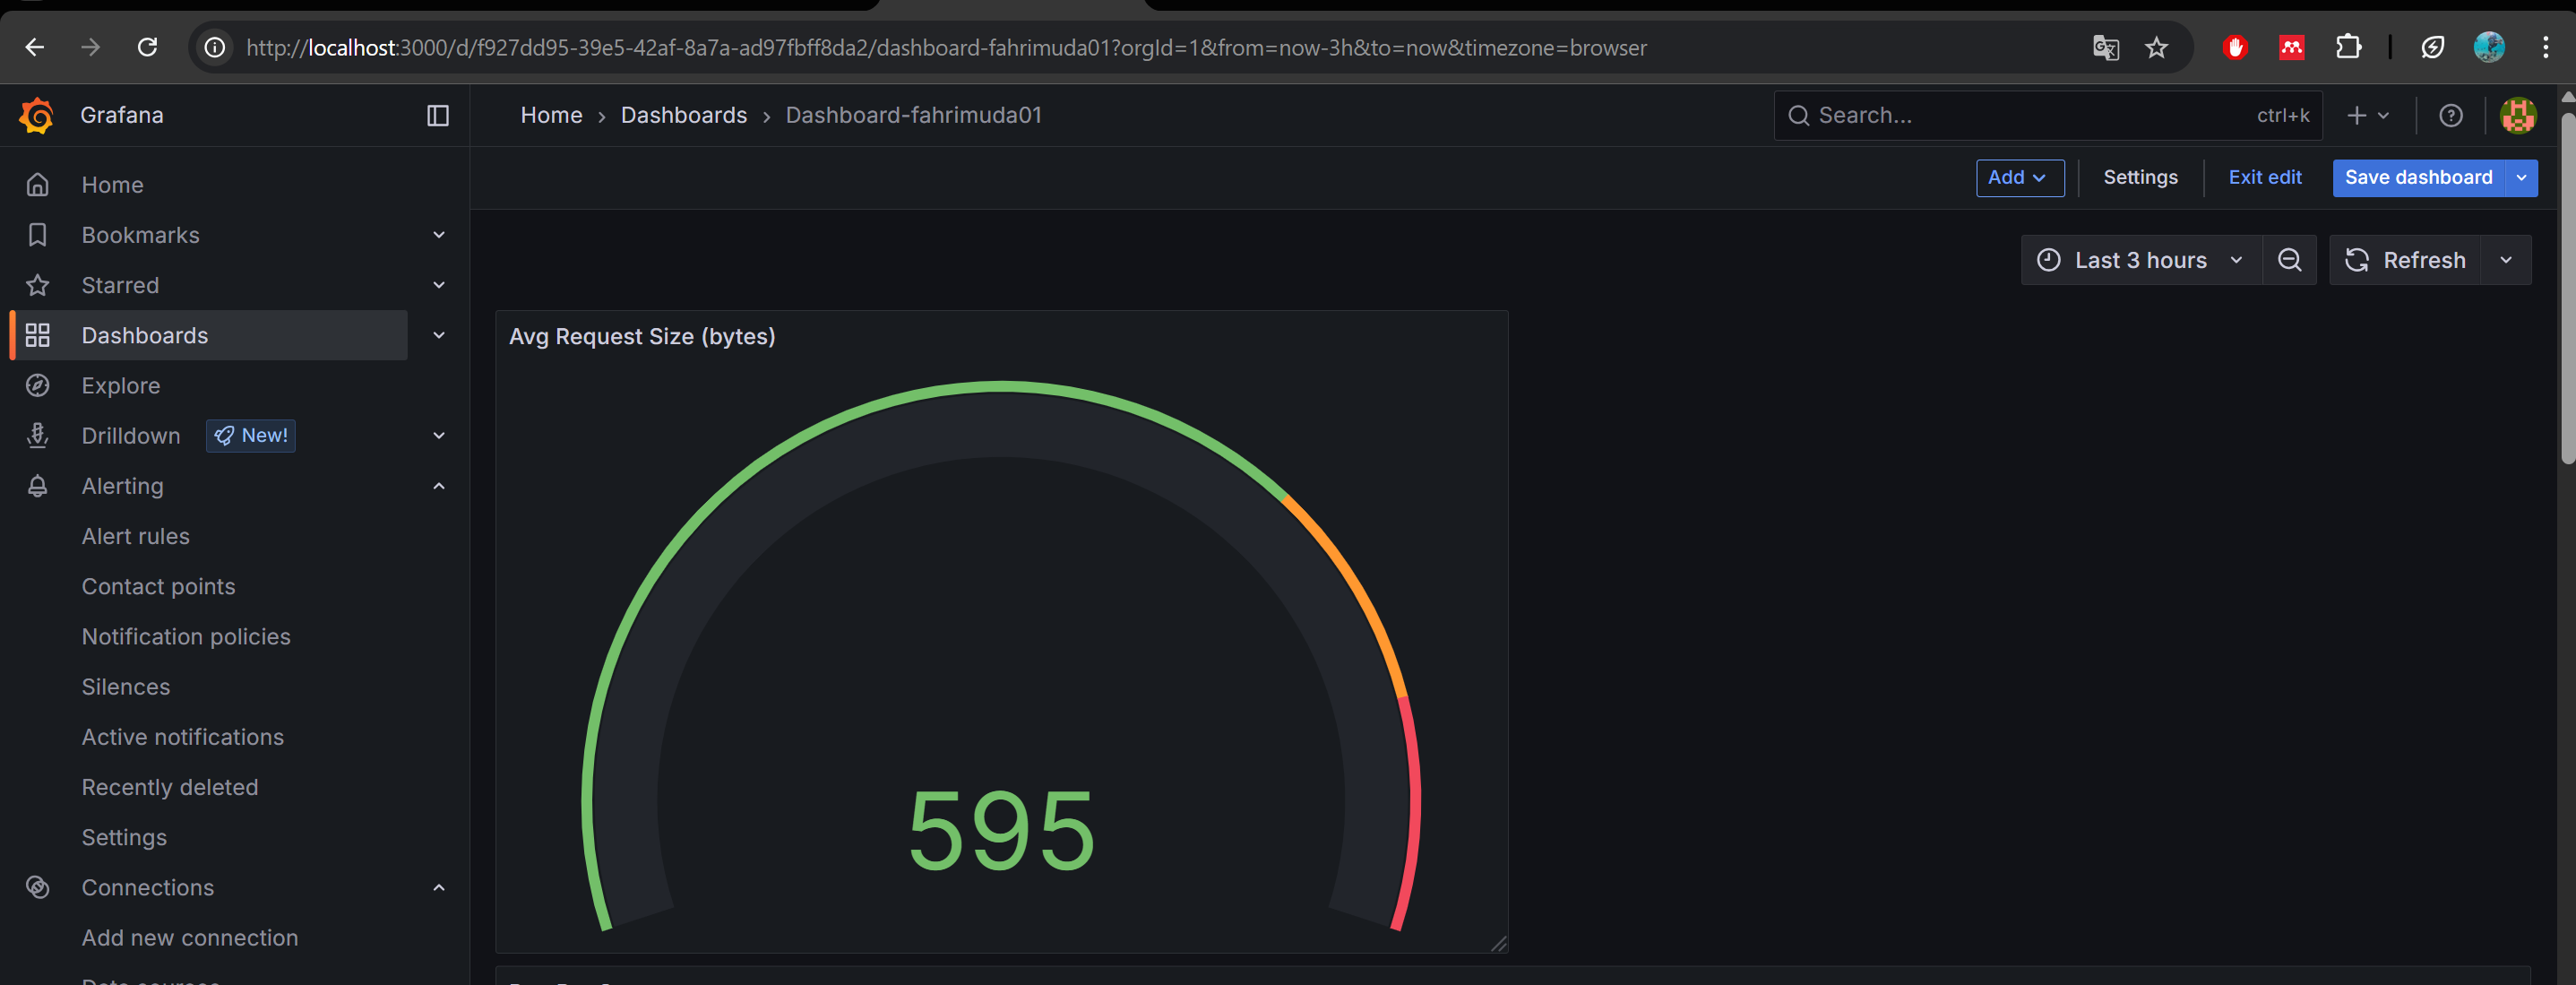 http://localhost:3000/d/f927dd95-39e5-42af-8a7a-ad97fbff8da2/dashboard-fahrimuda01?orgId=1&from=now-3h&to=now&timezone=browser
Grafana
Home › Dashboards › Dashboard-fahrimuda01
Search... ctrl+k
Add Settings Exit edit Save dashboard
Last 3 hours Refresh
Home
Bookmarks
Starred
Dashboards
Explore
Drilldown New!
Alerting
Alert rules
Contact points
Notification policies
Silences
Active notifications
Recently deleted
Settings
Connections
Add new connection
Avg Request Size (bytes)
595